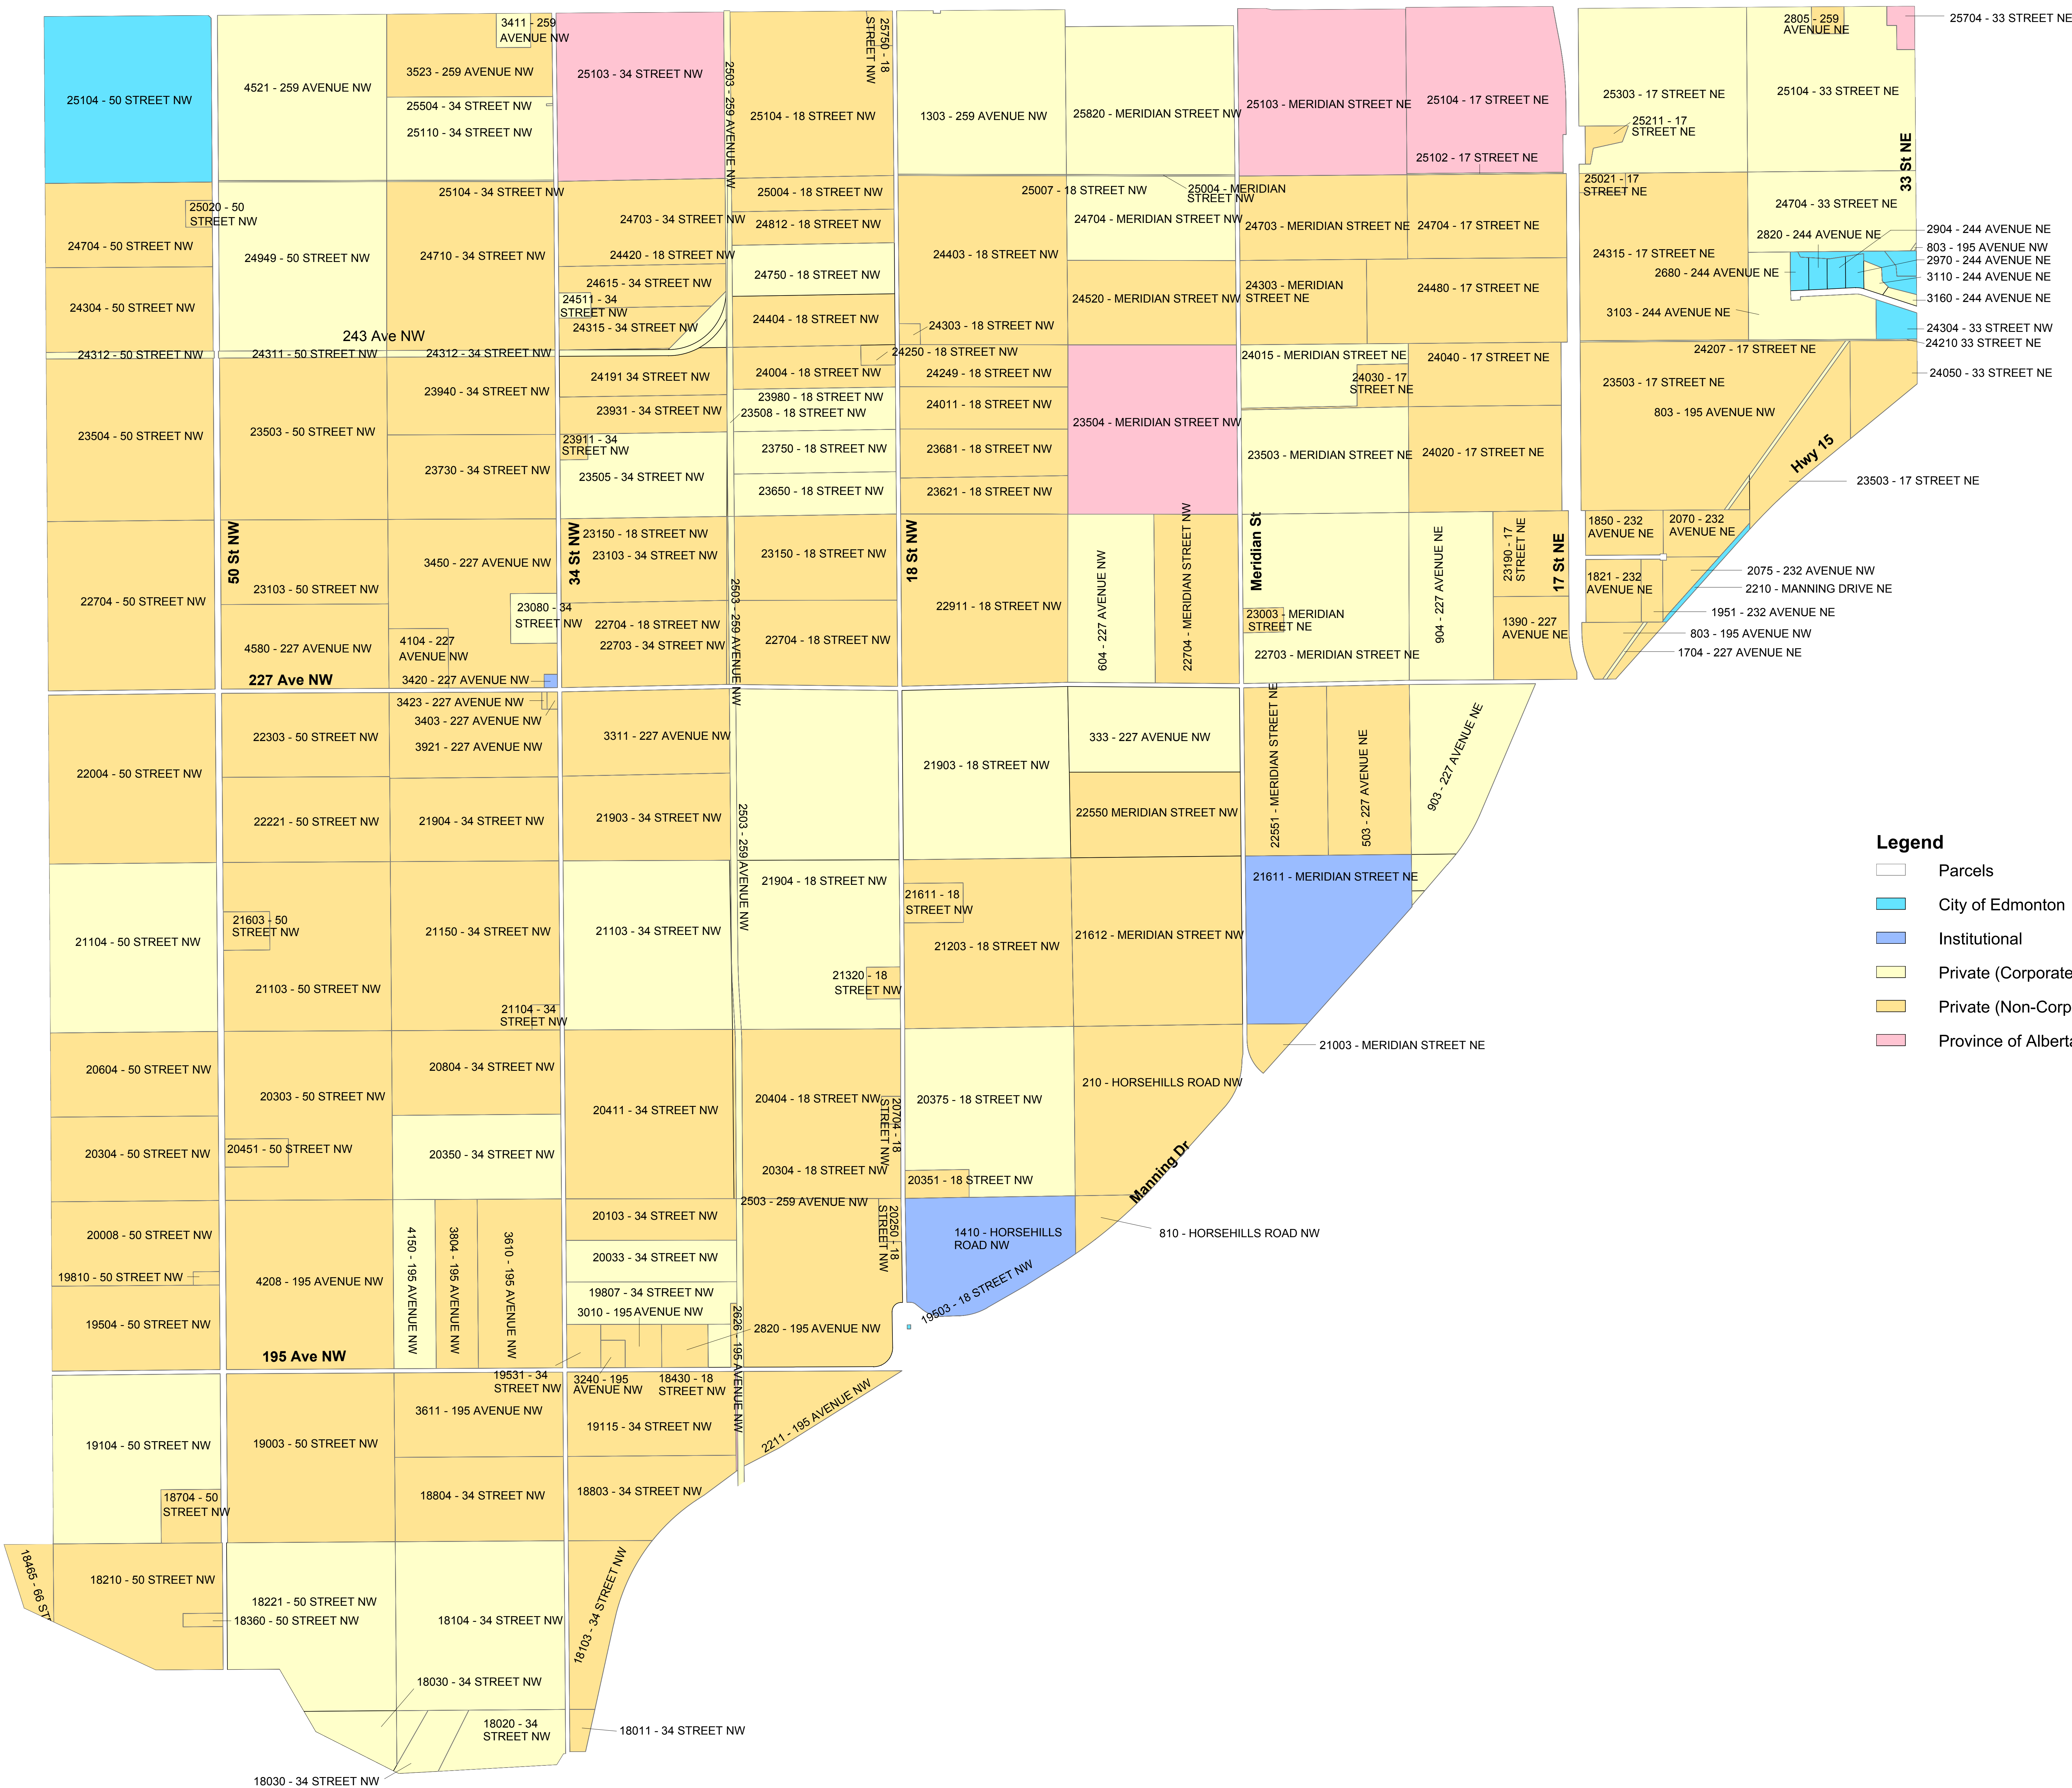 3411 - 259
AVENUE NW
2805 - 259
AVENUE NE
25704 - 33 STREET NE
25750 - 18
STREET NW
3523 - 259 AVENUE NW
25103 - 34 STREET NW
2503 - 259 AVENUE NW
4521 - 259 AVENUE NW
25104 - 50 STREET NW
25504 - 34 STREET NW
25110 - 34 STREET NW
25104 - 18 STREET NW
1303 - 259 AVENUE NW
25820 - MERIDIAN STREET NW
25103 - MERIDIAN STREET NE
25104 - 17 STREET NE
25303 - 17 STREET NE
25104 - 33 STREET NE
25211 - 17
STREET NE
33 St NE
25102 - 17 STREET NE
25104 - 34 STREET NW
25004 - 18 STREET NW
25007 - 18 STREET NW
25004 - MERIDIAN
STREET NW
25021 - 17
STREET NE
25020 - 50
STREET NW
24703 - 34 STREET NW
24812 - 18 STREET NW
24704 - MERIDIAN STREET NW
24703 - MERIDIAN STREET NE
24704 - 17 STREET NE
24704 - 33 STREET NE
2820 - 244 AVENUE NE
2904 - 244 AVENUE NE
24704 - 50 STREET NW
24949 - 50 STREET NW
24710 - 34 STREET NW
24420 - 18 STREET NW
24403 - 18 STREET NW
24315 - 17 STREET NE
803 - 195 AVENUE NW
2970 - 244 AVENUE NE
2680 - 244 AVENUE NE
3110 - 244 AVENUE NE
24615 - 34 STREET NW
24750 - 18 STREET NW
24520 - MERIDIAN STREET NW
24303 - MERIDIAN
STREET NE
24480 - 17 STREET NE
3160 - 244 AVENUE NE
24304 - 50 STREET NW
24511 - 34
STREET NW
24315 - 34 STREET NW
24404 - 18 STREET NW
24303 - 18 STREET NW
3103 - 244 AVENUE NE
24304 - 33 STREET NW
243 Ave NW
24210 33 STREET NE
24312 - 50 STREET NW
24311 - 50 STREET NW
24312 - 34 STREET NW
24250 - 18 STREET NW
24015 - MERIDIAN STREET NE
24040 - 17 STREET NE
24207 - 17 STREET NE
24191 34 STREET NW
24004 - 18 STREET NW
24249 - 18 STREET NW
24030 - 17
STREET NE
23503 - 17 STREET NE
24050 - 33 STREET NE
23940 - 34 STREET NW
23980 - 18 STREET NW
23931 - 34 STREET NW
23508 - 18 STREET NW
24011 - 18 STREET NW
803 - 195 AVENUE NW
23504 - MERIDIAN STREET NW
23504 - 50 STREET NW
23503 - 50 STREET NW
23911 - 34
STREET NW
23750 - 18 STREET NW
23681 - 18 STREET NW
23503 - MERIDIAN STREET NE
24020 - 17 STREET NE
Hwy 15
23730 - 34 STREET NW
23505 - 34 STREET NW
23650 - 18 STREET NW
23621 - 18 STREET NW
23503 - 17 STREET NE
50 St NW
34 St NW
18 St NW
Meridian St
17 St NE
23150 - 18 STREET NW
23103 - 34 STREET NW
23150 - 18 STREET NW
604 - 227 AVENUE NW
22704 - MERIDIAN STREET NW
904 - 227 AVENUE NE
23190 - 17
STREET NE
1850 - 232
AVENUE NE
2070 - 232
AVENUE NE
3450 - 227 AVENUE NW
2075 - 232 AVENUE NW
1821 - 232
AVENUE NE
2210 - MANNING DRIVE NE
23103 - 50 STREET NW
2503 - 259 AVENUE NW
22704 - 50 STREET NW
23080 - 34
STREET NW
22911 - 18 STREET NW
23003 - MERIDIAN
STREET NE
1951 - 232 AVENUE NE
22704 - 18 STREET NW
22703 - 34 STREET NW
22704 - 18 STREET NW
1390 - 227
AVENUE NE
803 - 195 AVENUE NW
4580 - 227 AVENUE NW
4104 - 227
AVENUE NW
22703 - MERIDIAN STREET NE
1704 - 227 AVENUE NE
227 Ave NW
3420 - 227 AVENUE NW
3423 - 227 AVENUE NW
3403 - 227 AVENUE NW
22303 - 50 STREET NW
3921 - 227 AVENUE NW
3311 - 227 AVENUE NW
333 - 227 AVENUE NW
22551 - MERIDIAN STREET NE
503 - 227 AVENUE NE
903 - 227 AVENUE NE
22004 - 50 STREET NW
21903 - 18 STREET NW
22221 - 50 STREET NW
21904 - 34 STREET NW
21903 - 34 STREET NW
22550 MERIDIAN STREET NW
2503 - 259 AVENUE NW
Legend
Parcels
City of Edmonton
Institutional
Private (Corporate
Private (Non-Corp
Province of Alberta
21904 - 18 STREET NW
21611 - MERIDIAN STREET NE
21611 - 18
STREET NW
21603 - 50
STREET NW
21104 - 50 STREET NW
21150 - 34 STREET NW
21103 - 34 STREET NW
21203 - 18 STREET NW
21612 - MERIDIAN STREET NW
21320 - 18
STREET NW
21103 - 50 STREET NW
21104 - 34
STREET NW
21003 - MERIDIAN STREET NE
20604 - 50 STREET NW
20804 - 34 STREET NW
210 - HORSEHILLS ROAD NW
20303 - 50 STREET NW
20411 - 34 STREET NW
20404 - 18 STREET NW
20704 - 18
STREET NW
20375 - 18 STREET NW
20304 - 50 STREET NW
20451 - 50 STREET NW
20350 - 34 STREET NW
20304 - 18 STREET NW
20351 - 18 STREET NW
Manning Dr
2503 - 259 AVENUE NW
20008 - 50 STREET NW
4150 - 195 AVENUE NW
3804 - 195 AVENUE NW
3610 - 195 AVENUE NW
20103 - 34 STREET NW
20250 - 18
STREET NW
1410 - HORSEHILLS
ROAD NW
810 - HORSEHILLS ROAD NW
20033 - 34 STREET NW
19810 - 50 STREET NW
4208 - 195 AVENUE NW
19807 - 34 STREET NW
19503 - 18 STREET NW
3010 - 195 AVENUE NW
19504 - 50 STREET NW
2626 - 195 AVENUE NW
2820 - 195 AVENUE NW
195 Ave NW
19531 - 34
STREET NW
3240 - 195
AVENUE NW
18430 - 18
STREET NW
3611 - 195 AVENUE NW
19115 - 34 STREET NW
2211 - 195 AVENUE NW
19104 - 50 STREET NW
19003 - 50 STREET NW
18704 - 50
STREET NW
18804 - 34 STREET NW
18803 - 34 STREET NW
18465 - 66 ST
18210 - 50 STREET NW
18221 - 50 STREET NW
18360 - 50 STREET NW
18104 - 34 STREET NW
18103 - 34 STREET NW
18030 - 34 STREET NW
18020 - 34
STREET NW
18011 - 34 STREET NW
18030 - 34 STREET NW